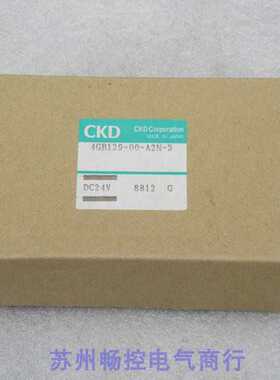 CKD
CKD Corporation
MADE IN JAPAN
4GB129-00-A2N-3
DC24V 8812 G
苏州畅控电气商行